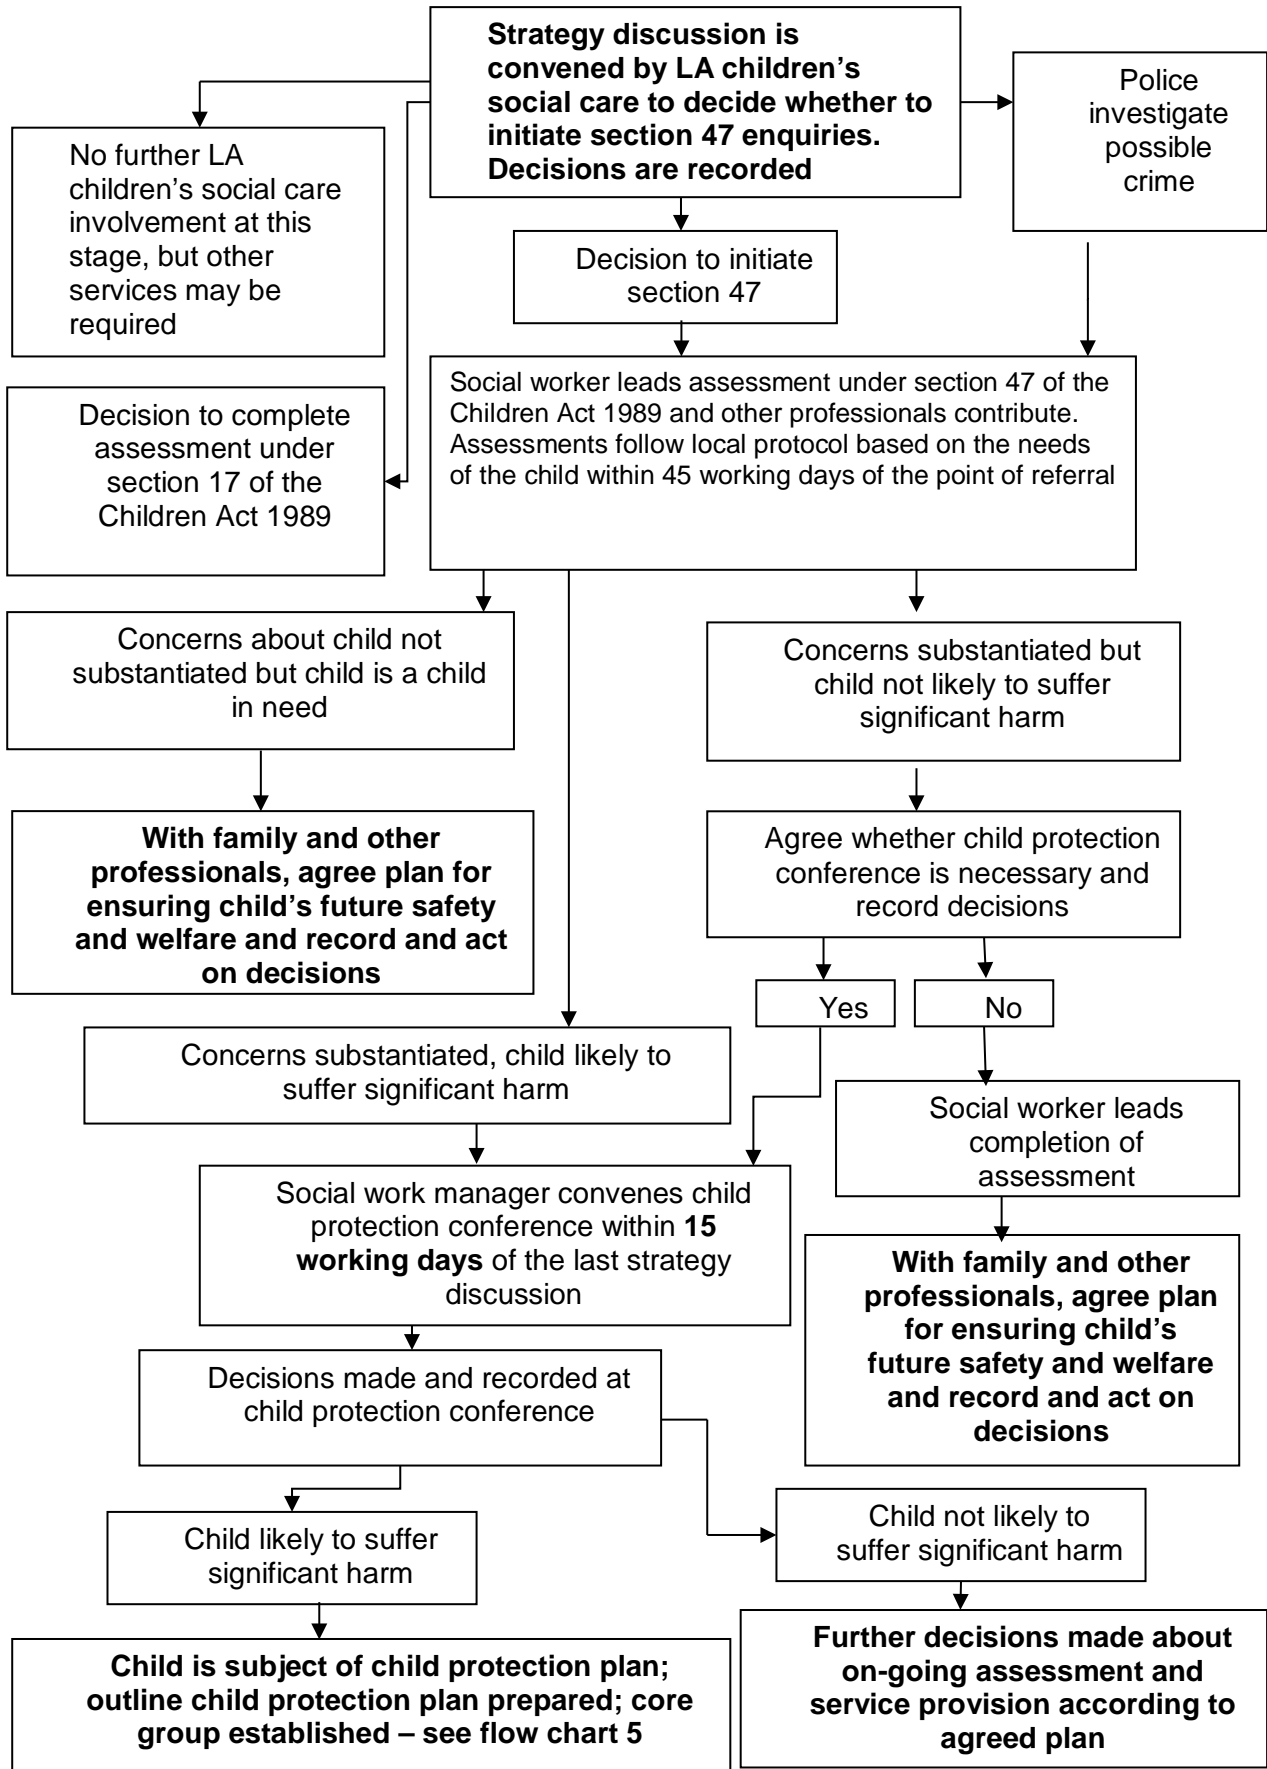 Strategy discussion is
convened by LA children’s
social care to decide whether to
initiate section 47 enquiries.
Decisions are recorded
Police
investigate
possible
crime
No further LA
children’s social care
involvement at this
stage, but other
services may be
required
Decision to initiate
section 47
Decision to complete
assessment under
section 17 of the
Children Act 1989
Social worker leads assessment under section 47 of the
Children Act 1989 and other professionals contribute.
Assessments follow local protocol based on the needs
of the child within 45 working days of the point of referral
Concerns about child not
substantiated but child is a child
in need
Concerns substantiated but
child not likely to suffer
significant harm
With family and other
professionals, agree plan for
ensuring child’s future safety
and welfare and record and act
on decisions
Agree whether child protection
conference is necessary and
record decisions
Yes
No
Concerns substantiated, child likely to
suffer significant harm
Social worker leads
completion of
assessment
Social work manager convenes child
protection conference within 15
working days of the last strategy
discussion
With family and other
professionals, agree plan
for ensuring child’s
future safety and welfare
and record and act on
decisions
Decisions made and recorded at
child protection conference
Child likely to suffer
significant harm
Child not likely to
suffer significant harm
Child is subject of child protection plan;
outline child protection plan prepared; core
group established – see flow chart 5
Further decisions made about
on-going assessment and
service provision according to
agreed plan